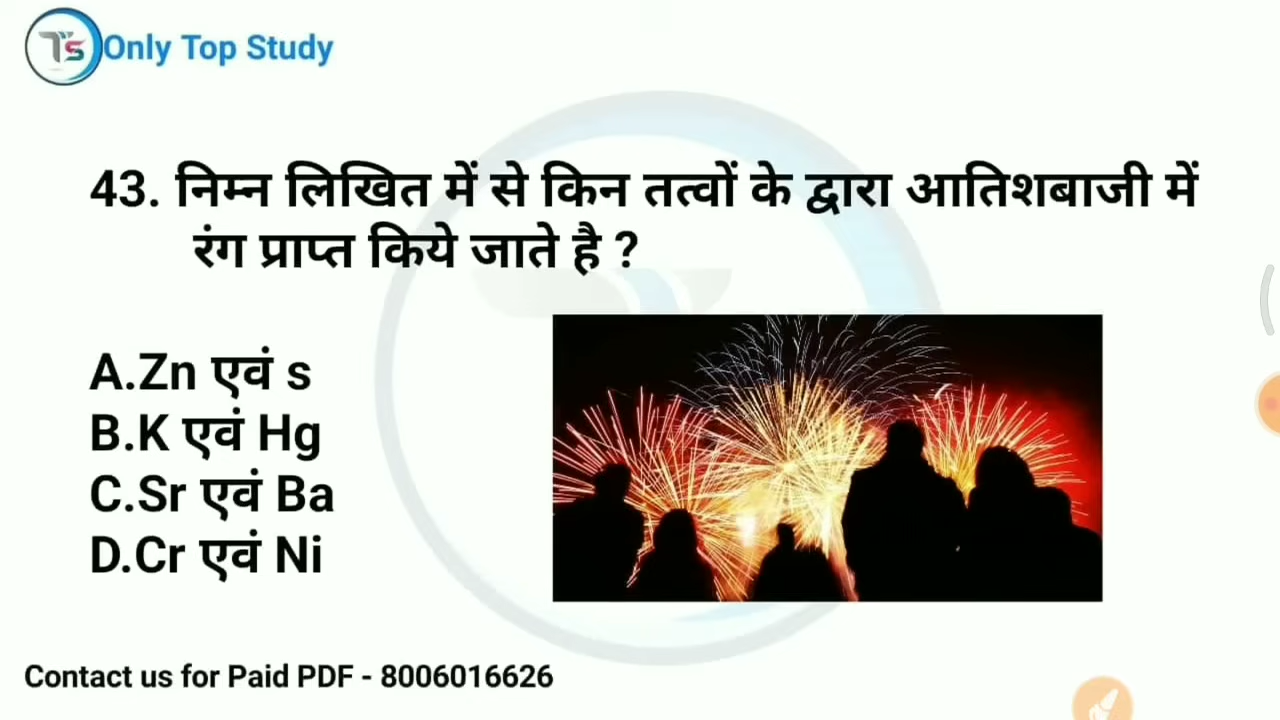 Ts Only Top Study
43. निम्न लिखित में से किन तत्वों के द्वारा आतिशबाजी में
रंग प्राप्त किये जाते है ?
A.Zn एवं s
B.K एवं Hg
C.Sr एवं Ba
D.Cr एवं Ni
Contact us for Paid PDF - 8006016626